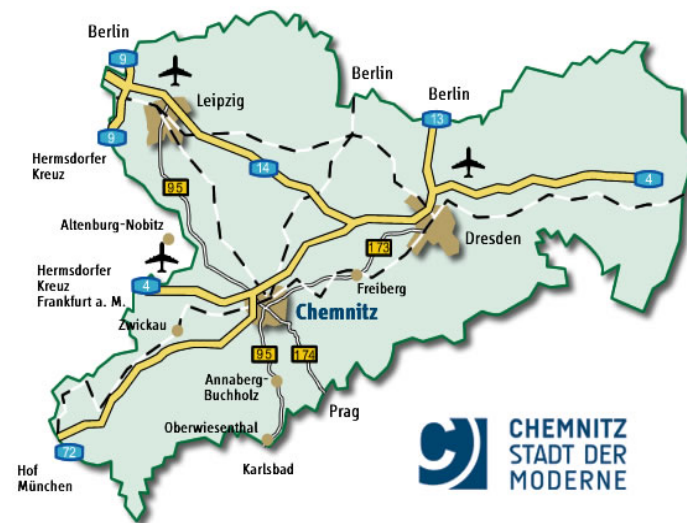 Berlin
9
Berlin
Leipzig
Berlin
13
9
Hermsdorfer
Kreuz
14
4
95
Altenburg-Nobitz
173
Dresden
Hermsdorfer
Kreuz
Frankfurt a. M.
4
Freiberg
Chemnitz
Zwickau
95
174
Annaberg-
Buchholz
Prag
Oberwiesenthal
Karlsbad
72
Hof
München
CHEMNITZ
STADT DER
MODERNE